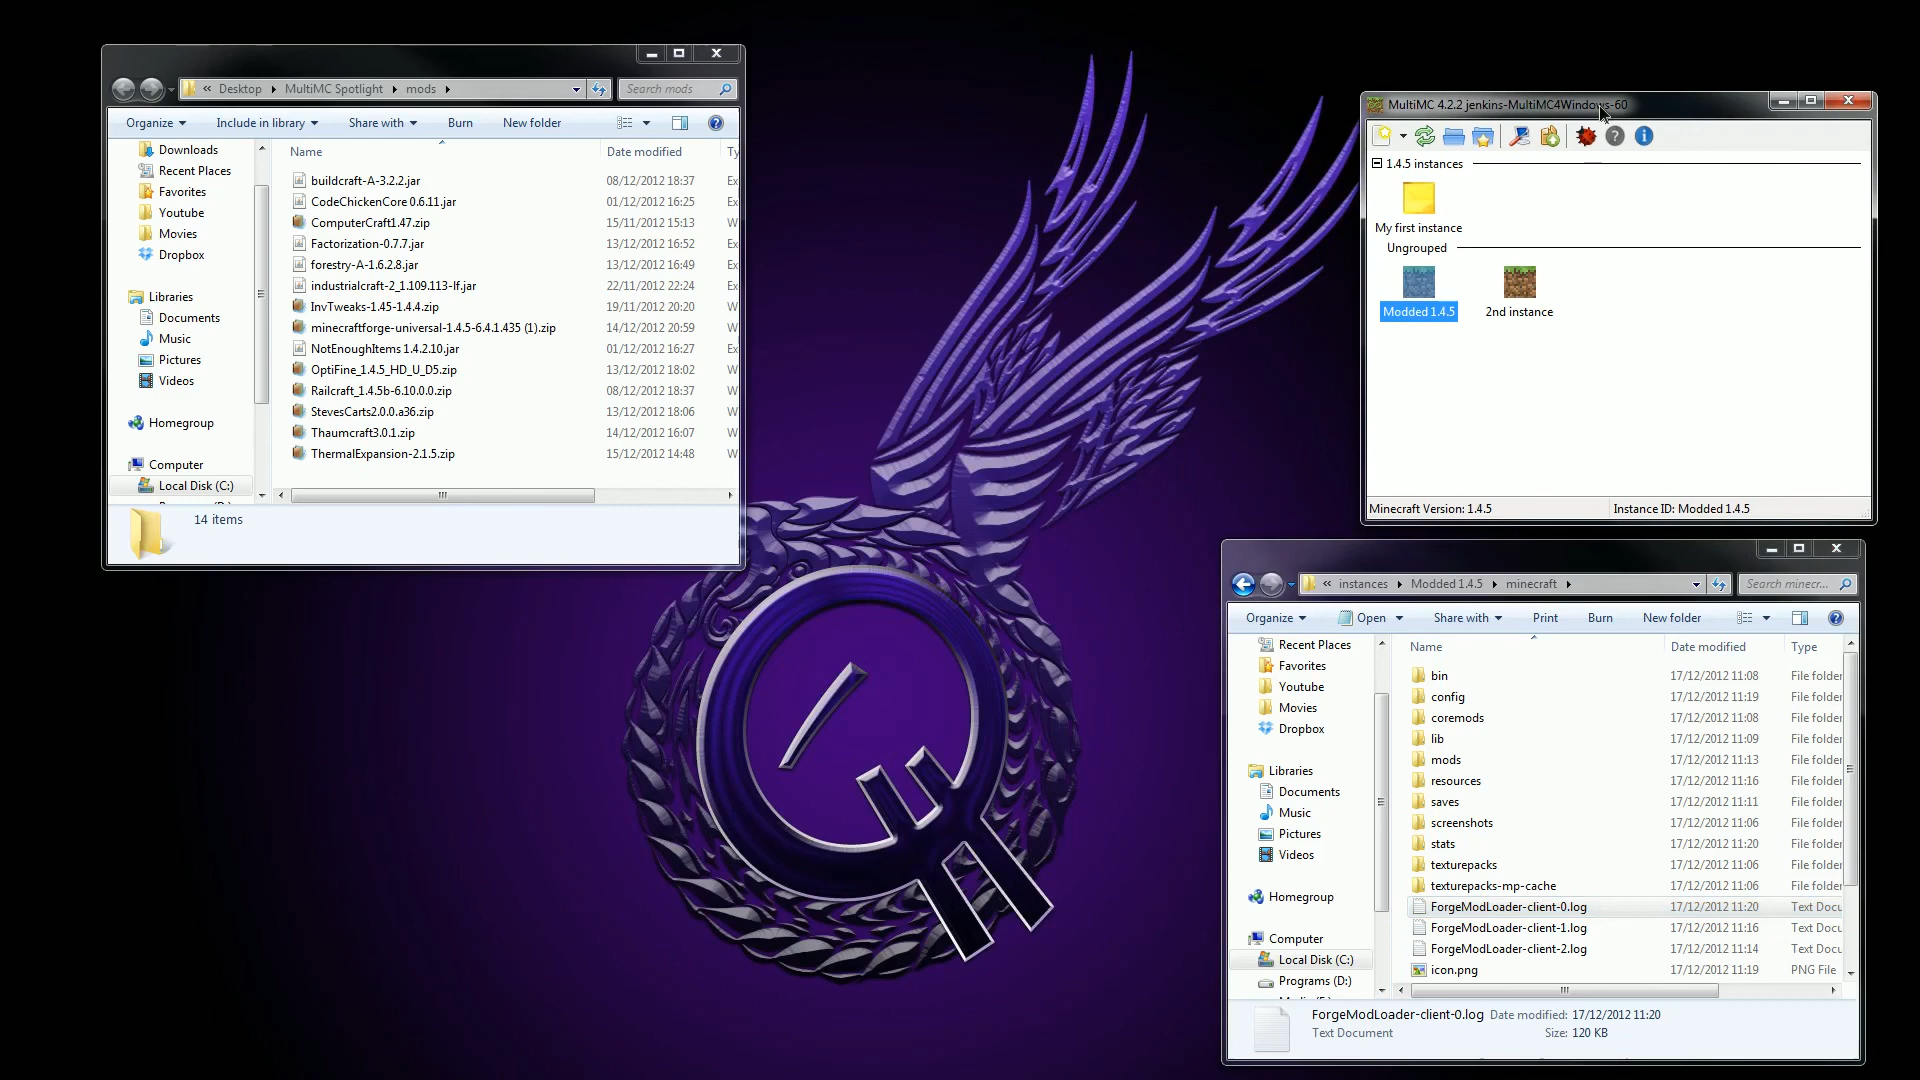 « Desktop ▸ MultiMC Spotlight ▸ mods ▸
Search mods
Organize Include in library Share with Burn New folder
Name Date modified Ty
Downloads
Recent Places
Favorites
Youtube
Movies
Dropbox
Libraries
Documents
Music
Pictures
Videos
Homegroup
Computer
Local Disk (C:)
buildcraft-A-3.2.2.jar 08/12/2012 18:37 Ex
CodeChickenCore 0.6.11.jar 01/12/2012 16:25 Ex
ComputerCraft1.47.zip 15/11/2012 15:13 W
Factorization-0.7.7.jar 13/12/2012 16:52 Ex
forestry-A-1.6.2.8.jar 13/12/2012 16:49 Ex
industrialcraft-2_1.109.113-lf.jar 22/11/2012 22:24 Ex
InvTweaks-1.45-1.4.4.zip 19/11/2012 20:20 W
minecraftforge-universal-1.4.5-6.4.1.435 (1).zip 14/12/2012 20:59 W
NotEnoughItems 1.4.2.10.jar 01/12/2012 16:27 Ex
OptiFine_1.4.5_HD_U_D5.zip 13/12/2012 18:02 W
Railcraft_1.4.5b-6.10.0.0.zip 08/12/2012 18:37 W
StevesCarts2.0.0.a36.zip 13/12/2012 18:06 W
Thaumcraft3.0.1.zip 14/12/2012 16:07 W
ThermalExpansion-2.1.5.zip 15/12/2012 14:48 W
14 items
MultiMC 4.2.2 jenkins-MultiMC4Windows-60
1.4.5 instances
My first instance
Ungrouped
Modded 1.4.5 2nd instance
Minecraft Version: 1.4.5 Instance ID: Modded 1.4.5
« instances ▸ Modded 1.4.5 ▸ minecraft ▸
Search minecr...
Organize Open Share with Print Burn New folder
Name Date modified Type
Recent Places
Favorites
Youtube
Movies
Dropbox
Libraries
Documents
Music
Pictures
Videos
Homegroup
Computer
Local Disk (C:)
Programs (D:)
bin 17/12/2012 11:08 File folder
config 17/12/2012 11:19 File folder
coremods 17/12/2012 11:08 File folder
lib 17/12/2012 11:09 File folder
mods 17/12/2012 11:13 File folder
resources 17/12/2012 11:16 File folder
saves 17/12/2012 11:11 File folder
screenshots 17/12/2012 11:06 File folder
stats 17/12/2012 11:20 File folder
texturepacks 17/12/2012 11:06 File folder
texturepacks-mp-cache 17/12/2012 11:06 File folder
ForgeModLoader-client-0.log 17/12/2012 11:20 Text Docu
ForgeModLoader-client-1.log 17/12/2012 11:16 Text Docu
ForgeModLoader-client-2.log 17/12/2012 11:14 Text Docu
icon.png 17/12/2012 11:19 PNG File
ForgeModLoader-client-0.log Date modified: 17/12/2012 11:20
Text Document Size: 120 KB